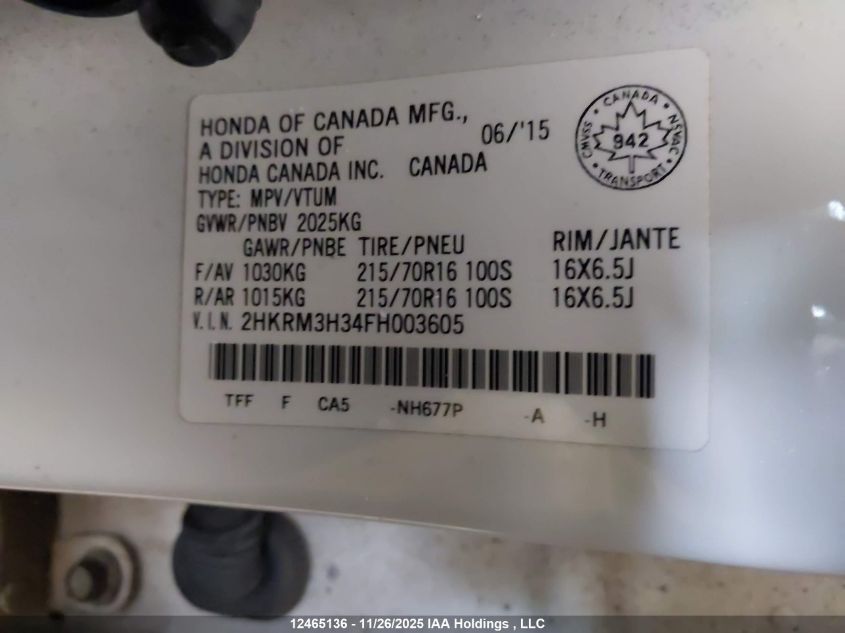 HONDA OF CANADA MFG., 06/'15
A DIVISION OF
HONDA CANADA INC. CANADA
TYPE: MPV/VTUM
GVWR/PNBV 2025KG
GAWR/PNBE TIRE/PNEU RIM/JANTE
F/AV 1030KG 215/70R16 100S 16X6.5J
R/AR 1015KG 215/70R16 100S 16X6.5J
V.I.N. 2HKRM3H34FH003605
TFF F CA5 -NH677P -A -H
CANADA
CMVSS 942 NSVAC
TRANSPORT
12465136 - 11/26/2025 IAA Holdings , LLC